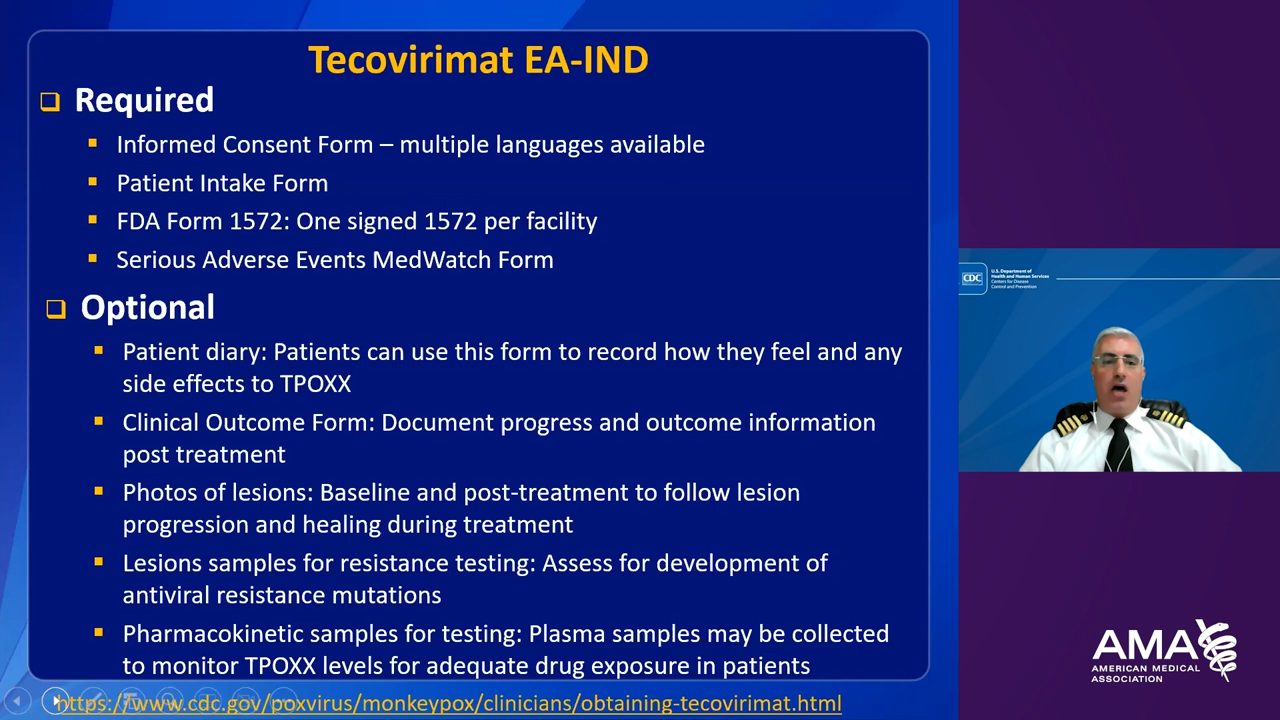 Tecovirimat EA-IND
Required
Informed Consent Form – multiple languages available
Patient Intake Form
FDA Form 1572: One signed 1572 per facility
Serious Adverse Events MedWatch Form
Optional
Patient diary: Patients can use this form to record how they feel and any
side effects to TPOXX
Clinical Outcome Form: Document progress and outcome information
post treatment
Photos of lesions: Baseline and post-treatment to follow lesion
progression and healing during treatment
Lesions samples for resistance testing: Assess for development of
antiviral resistance mutations
Pharmacokinetic samples for testing: Plasma samples may be collected
to monitor TPOXX levels for adequate drug exposure in patients
https://www.cdc.gov/poxvirus/monkeypox/clinicians/obtaining-tecovirimat.html
CDC
U.S. Department of
Health and Human Services
Centers for Disease
Control and Prevention
AMA
AMERICAN MEDICAL
ASSOCIATION